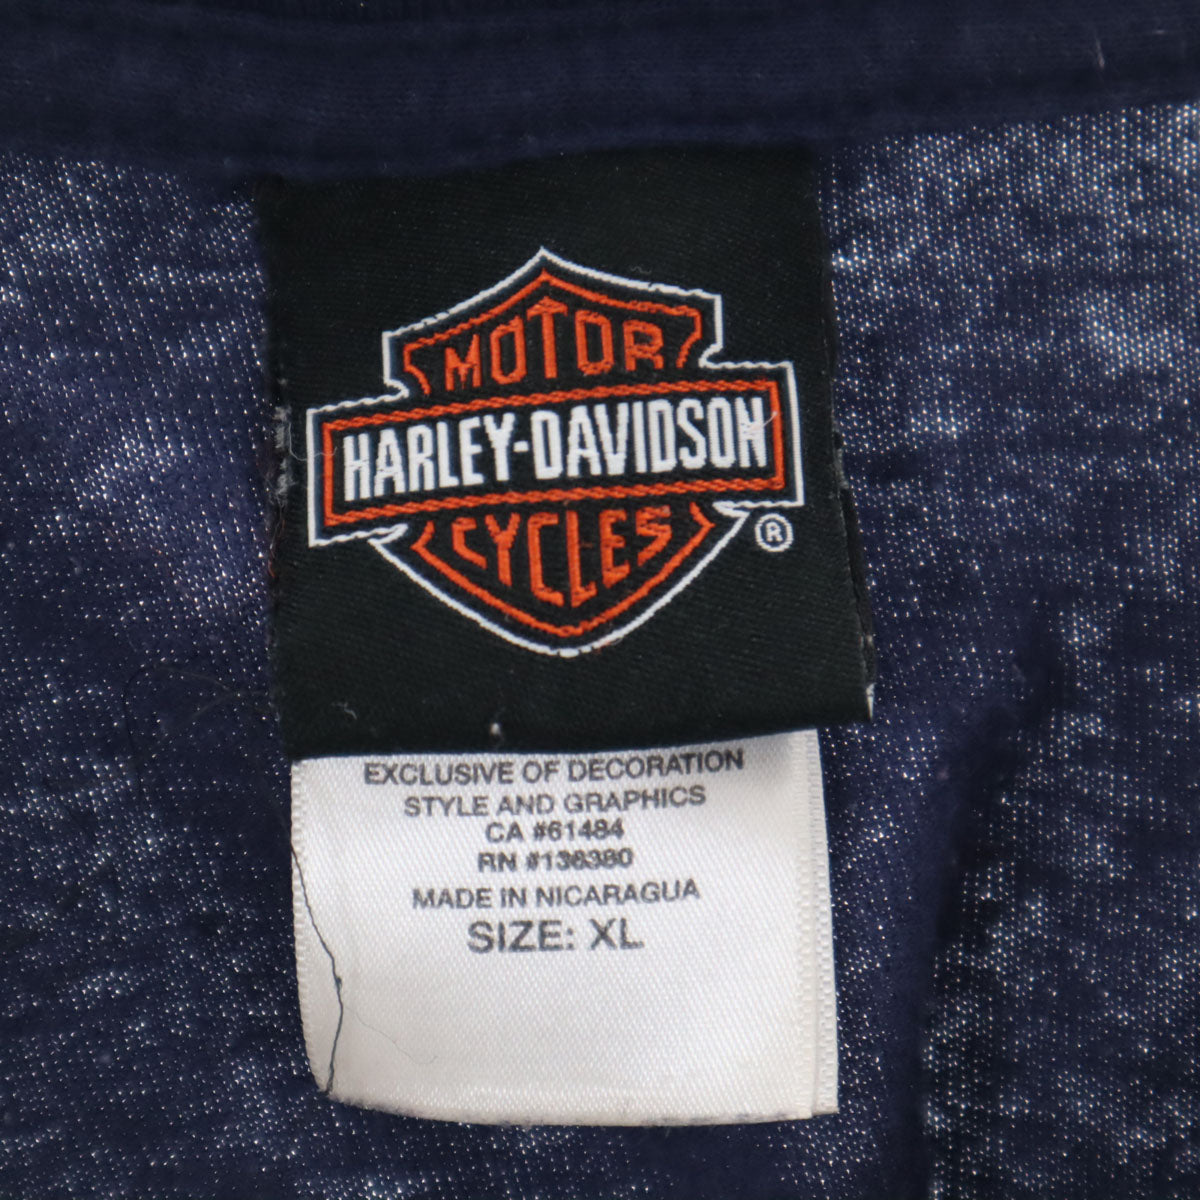 MOTOR
HARLEY-DAVIDSON
CYCLES
®
EXCLUSIVE OF DECORATION
STYLE AND GRAPHICS
CA #61484
RN #136380
MADE IN NICARAGUA
SIZE: XL